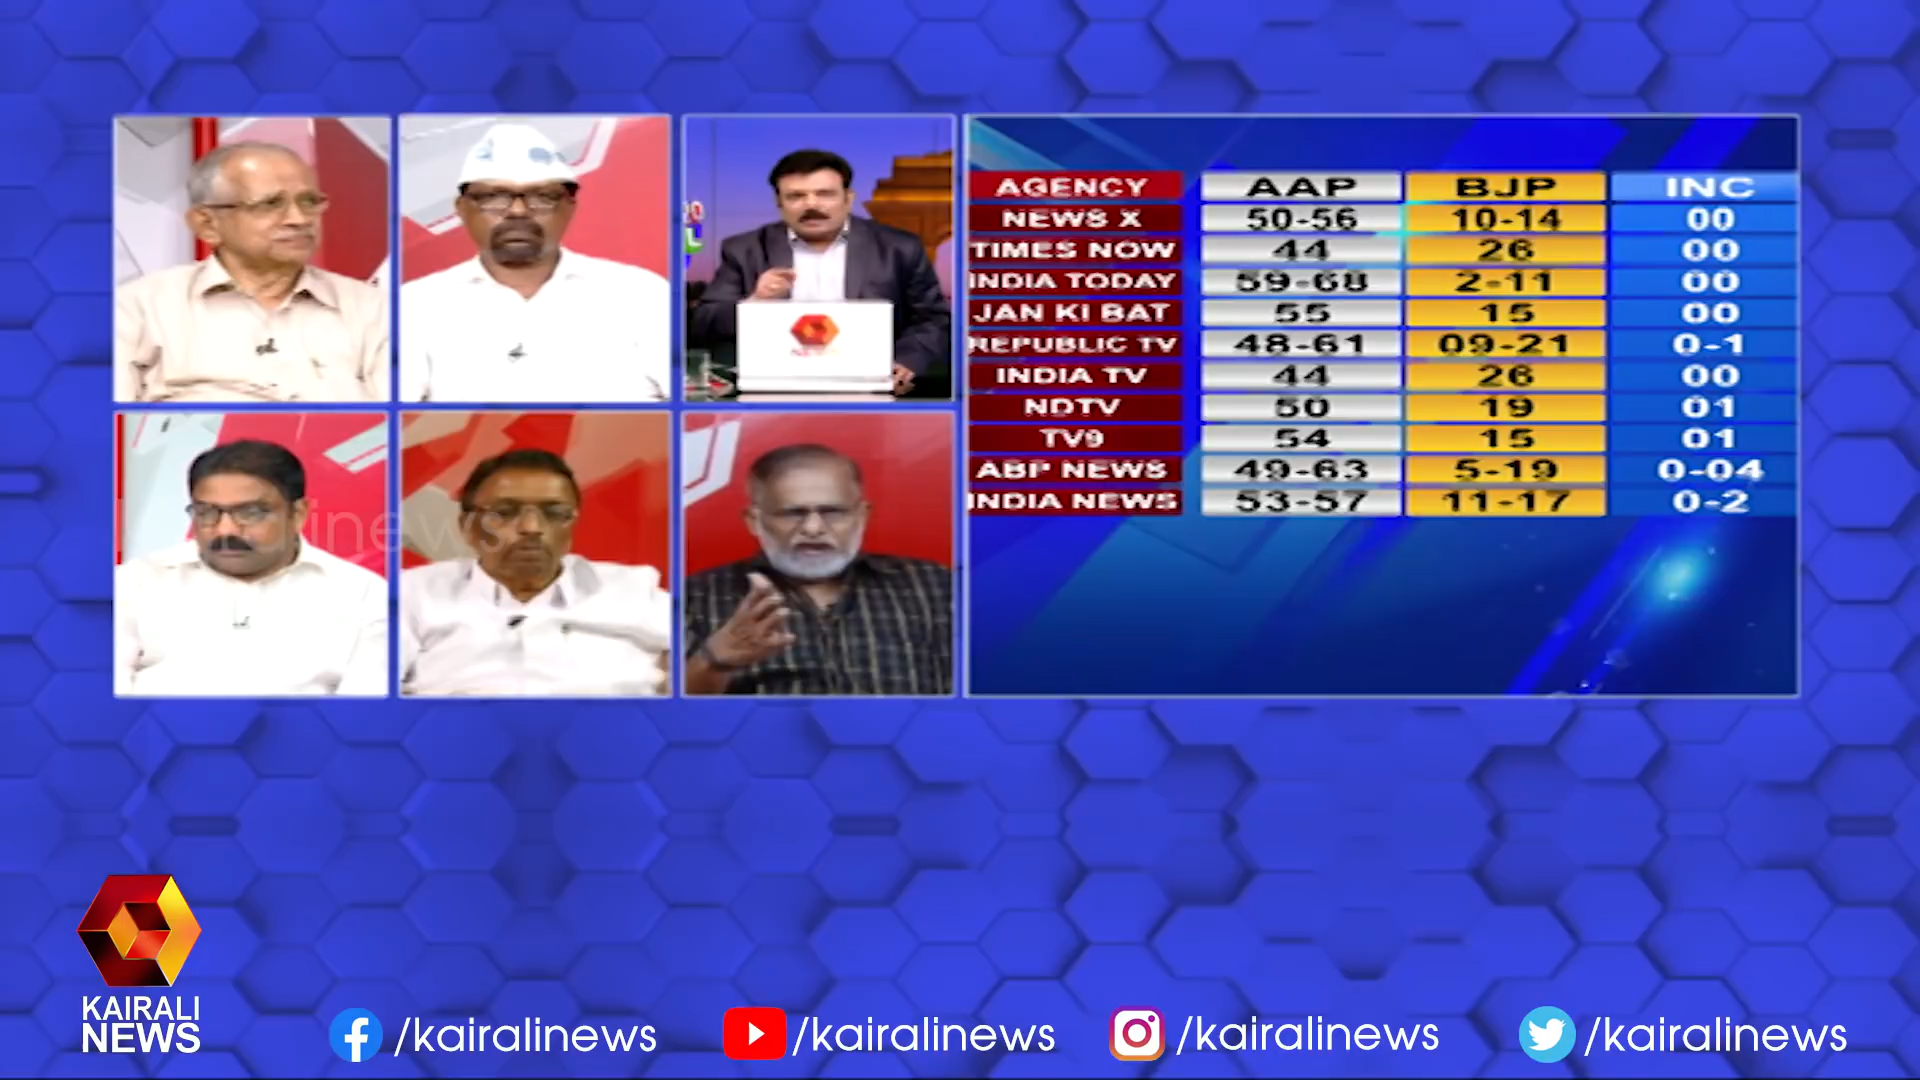 AGENCY AAP BJP INC
NEWS X 50-56 10-14 00
TIMES NOW 44 26 00
INDIA TODAY 59-68 2-11 00
JAN KI BAT 55 15 00
REPUBLIC TV 48-61 09-21 0-1
INDIA TV 44 26 00
NDTV 50 19 01
TV9 54 15 01
ABP NEWS 49-63 5-19 0-04
INDIA NEWS 53-57 11-17 0-2
KAIRALI
NEWS
/kairalinews /kairalinews /kairalinews /kairalinews